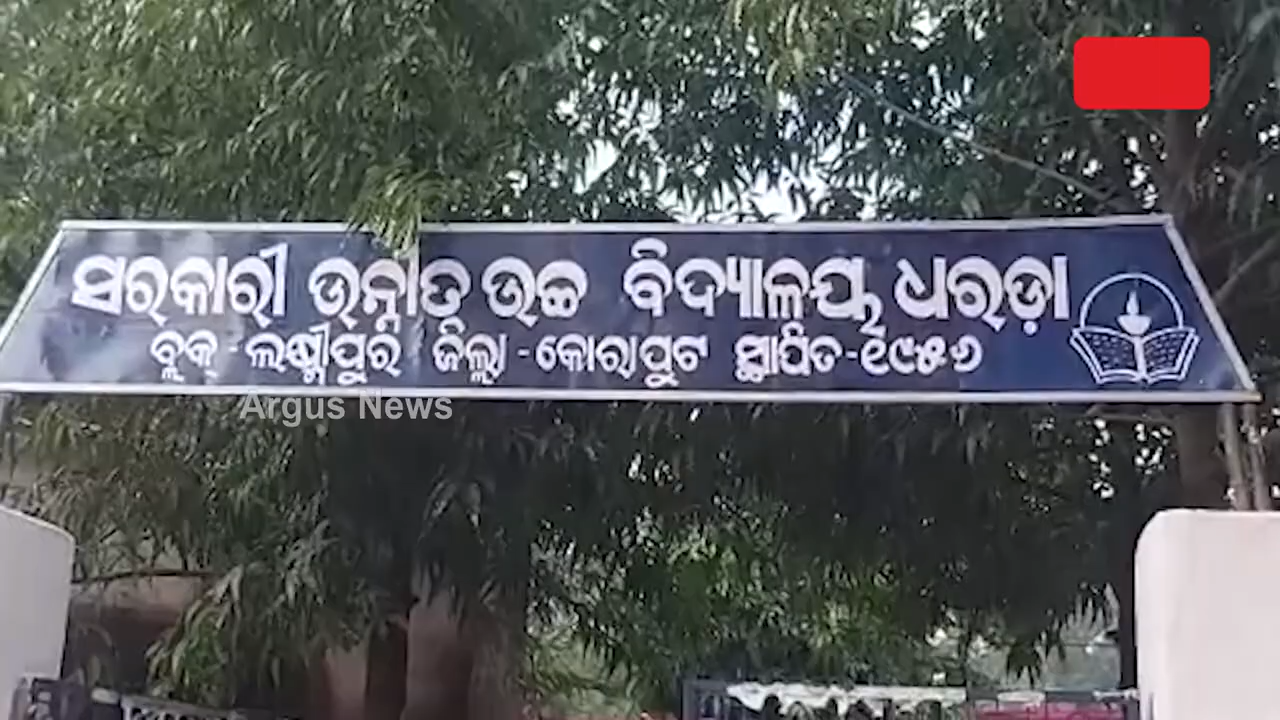 ସରକାରୀ ଉନ୍ନୀତ ଉଚ୍ଚ ବିଦ୍ୟାଳୟ ଧରଡ଼ା
ବ୍ଲକ୍ - ଲକ୍ଷ୍ମୀପୁର ଜିଲ୍ଲା - କୋରାପୁଟ ସ୍ଥାପିତ-୧୯୫୬
Argus News